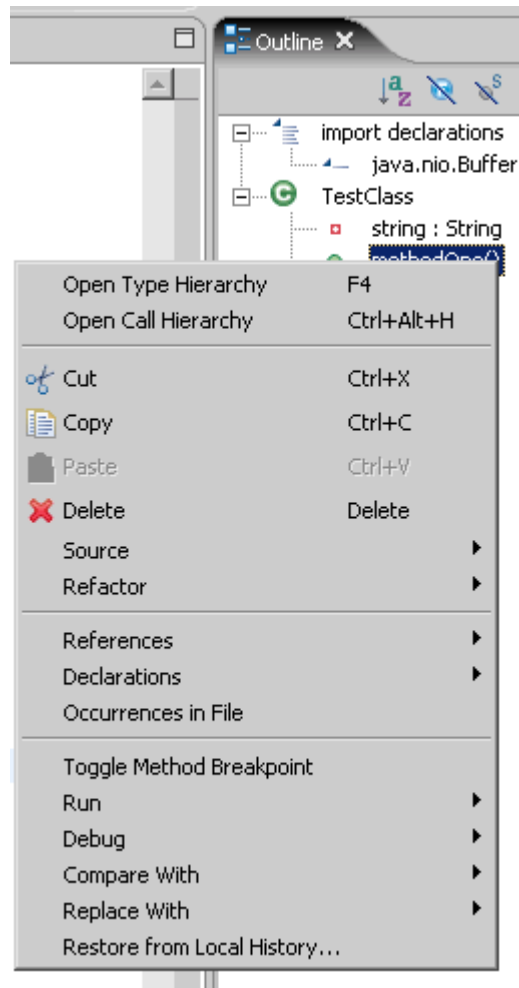 Outline
import declarations
java.nio.Buffer
TestClass
string : String
methodOne()
Open Type Hierarchy F4
Open Call Hierarchy Ctrl+Alt+H
Cut Ctrl+X
Copy Ctrl+C
Paste Ctrl+V
Delete Delete
Source
Refactor
References
Declarations
Occurrences in File
Toggle Method Breakpoint
Run
Debug
Compare With
Replace With
Restore from Local History...